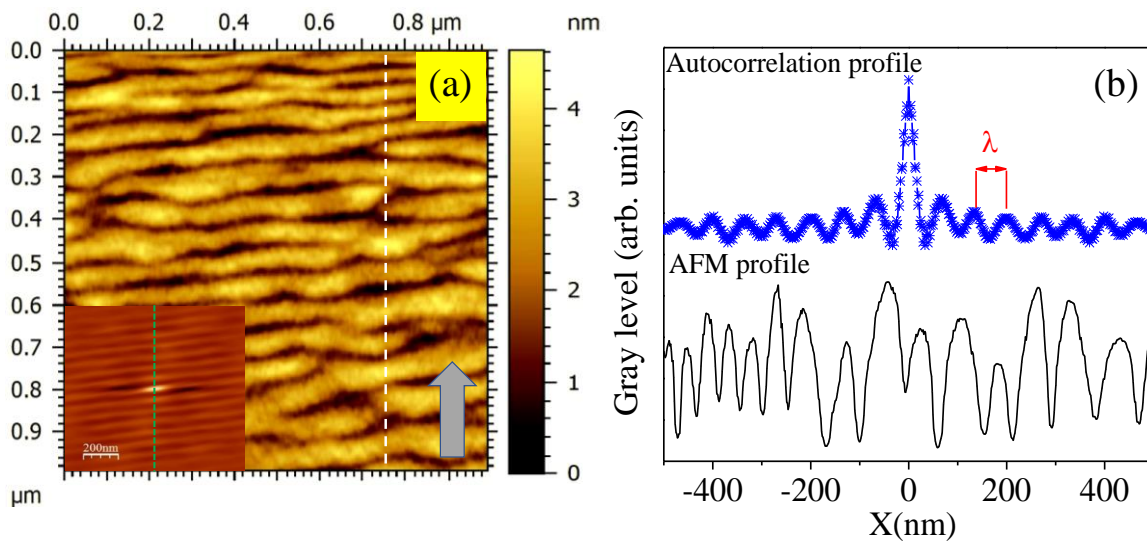 0.0 0.2 0.4 0.6 µm 0.8
nm
0.0
0.1
0.2
0.3
0.4
0.5
0.6
0.7
0.8
0.9
µm
(a)
200nm
4
3
2
1
0
(b)
Autocorrelation profile
λ
AFM profile
Gray level (arb. units)
-400 -200 0 200 400
X(nm)